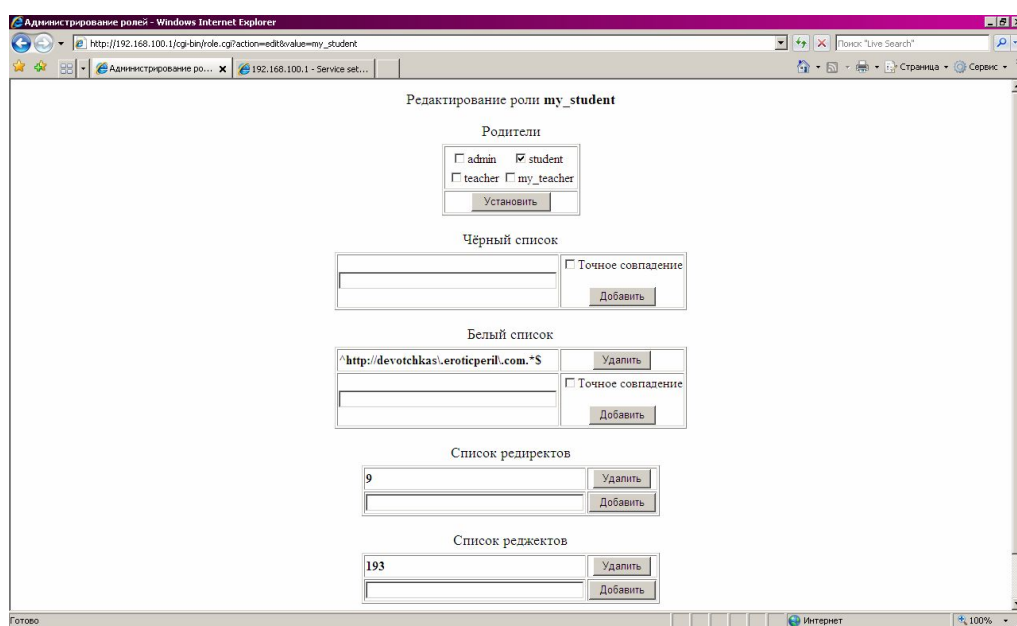 Администрирование ролей - Windows Internet Explorer
http://192.168.100.1/cgi-bin/role.cgi?action=edit&value=my_student
Поиск "Live Search"
Администрирование ро... x 192.168.100.1 - Service set...
Страница Сервис
Редактирование роли my_student
Родители
admin student
teacher my_teacher
Установить
Чёрный список
Точное совпадение
Добавить
Белый список
^http://devotchkas\.eroticperil\.com.*$ Удалить
Точное совпадение
Добавить
Список редиректов
9 Удалить
Добавить
Список реджектов
193 Удалить
Добавить
Готово Интернет 100%